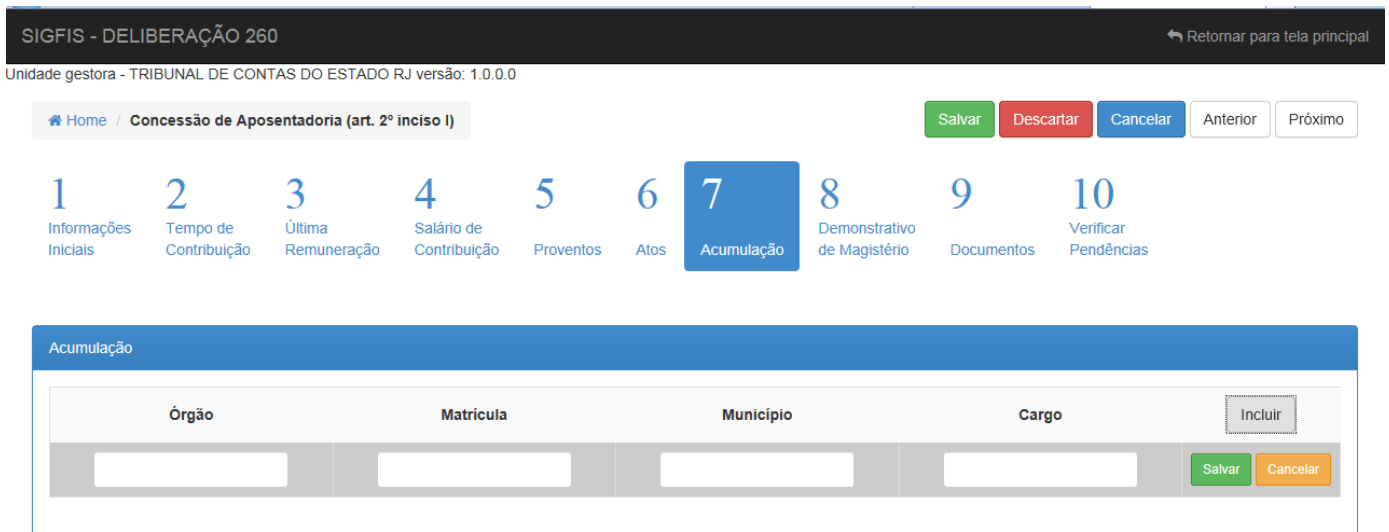 SIGFIS - DELIBERAÇÃO 260 Retornar para tela principal
Unidade gestora - TRIBUNAL DE CONTAS DO ESTADO RJ versão: 1.0.0.0
Home / Concessão de Aposentadoria (art. 2º inciso I) Salvar Descartar Cancelar Anterior Próximo
1 2 3 4 5 6 7 8 9 10
Informações Tempo de Última Salário de Demonstrativo Verificar
Iniciais Contribuição Remuneração Contribuição Proventos Atos Acumulação de Magistério Documentos Pendências
Acumulação
Órgão Matrícula Município Cargo Incluir
Salvar Cancelar